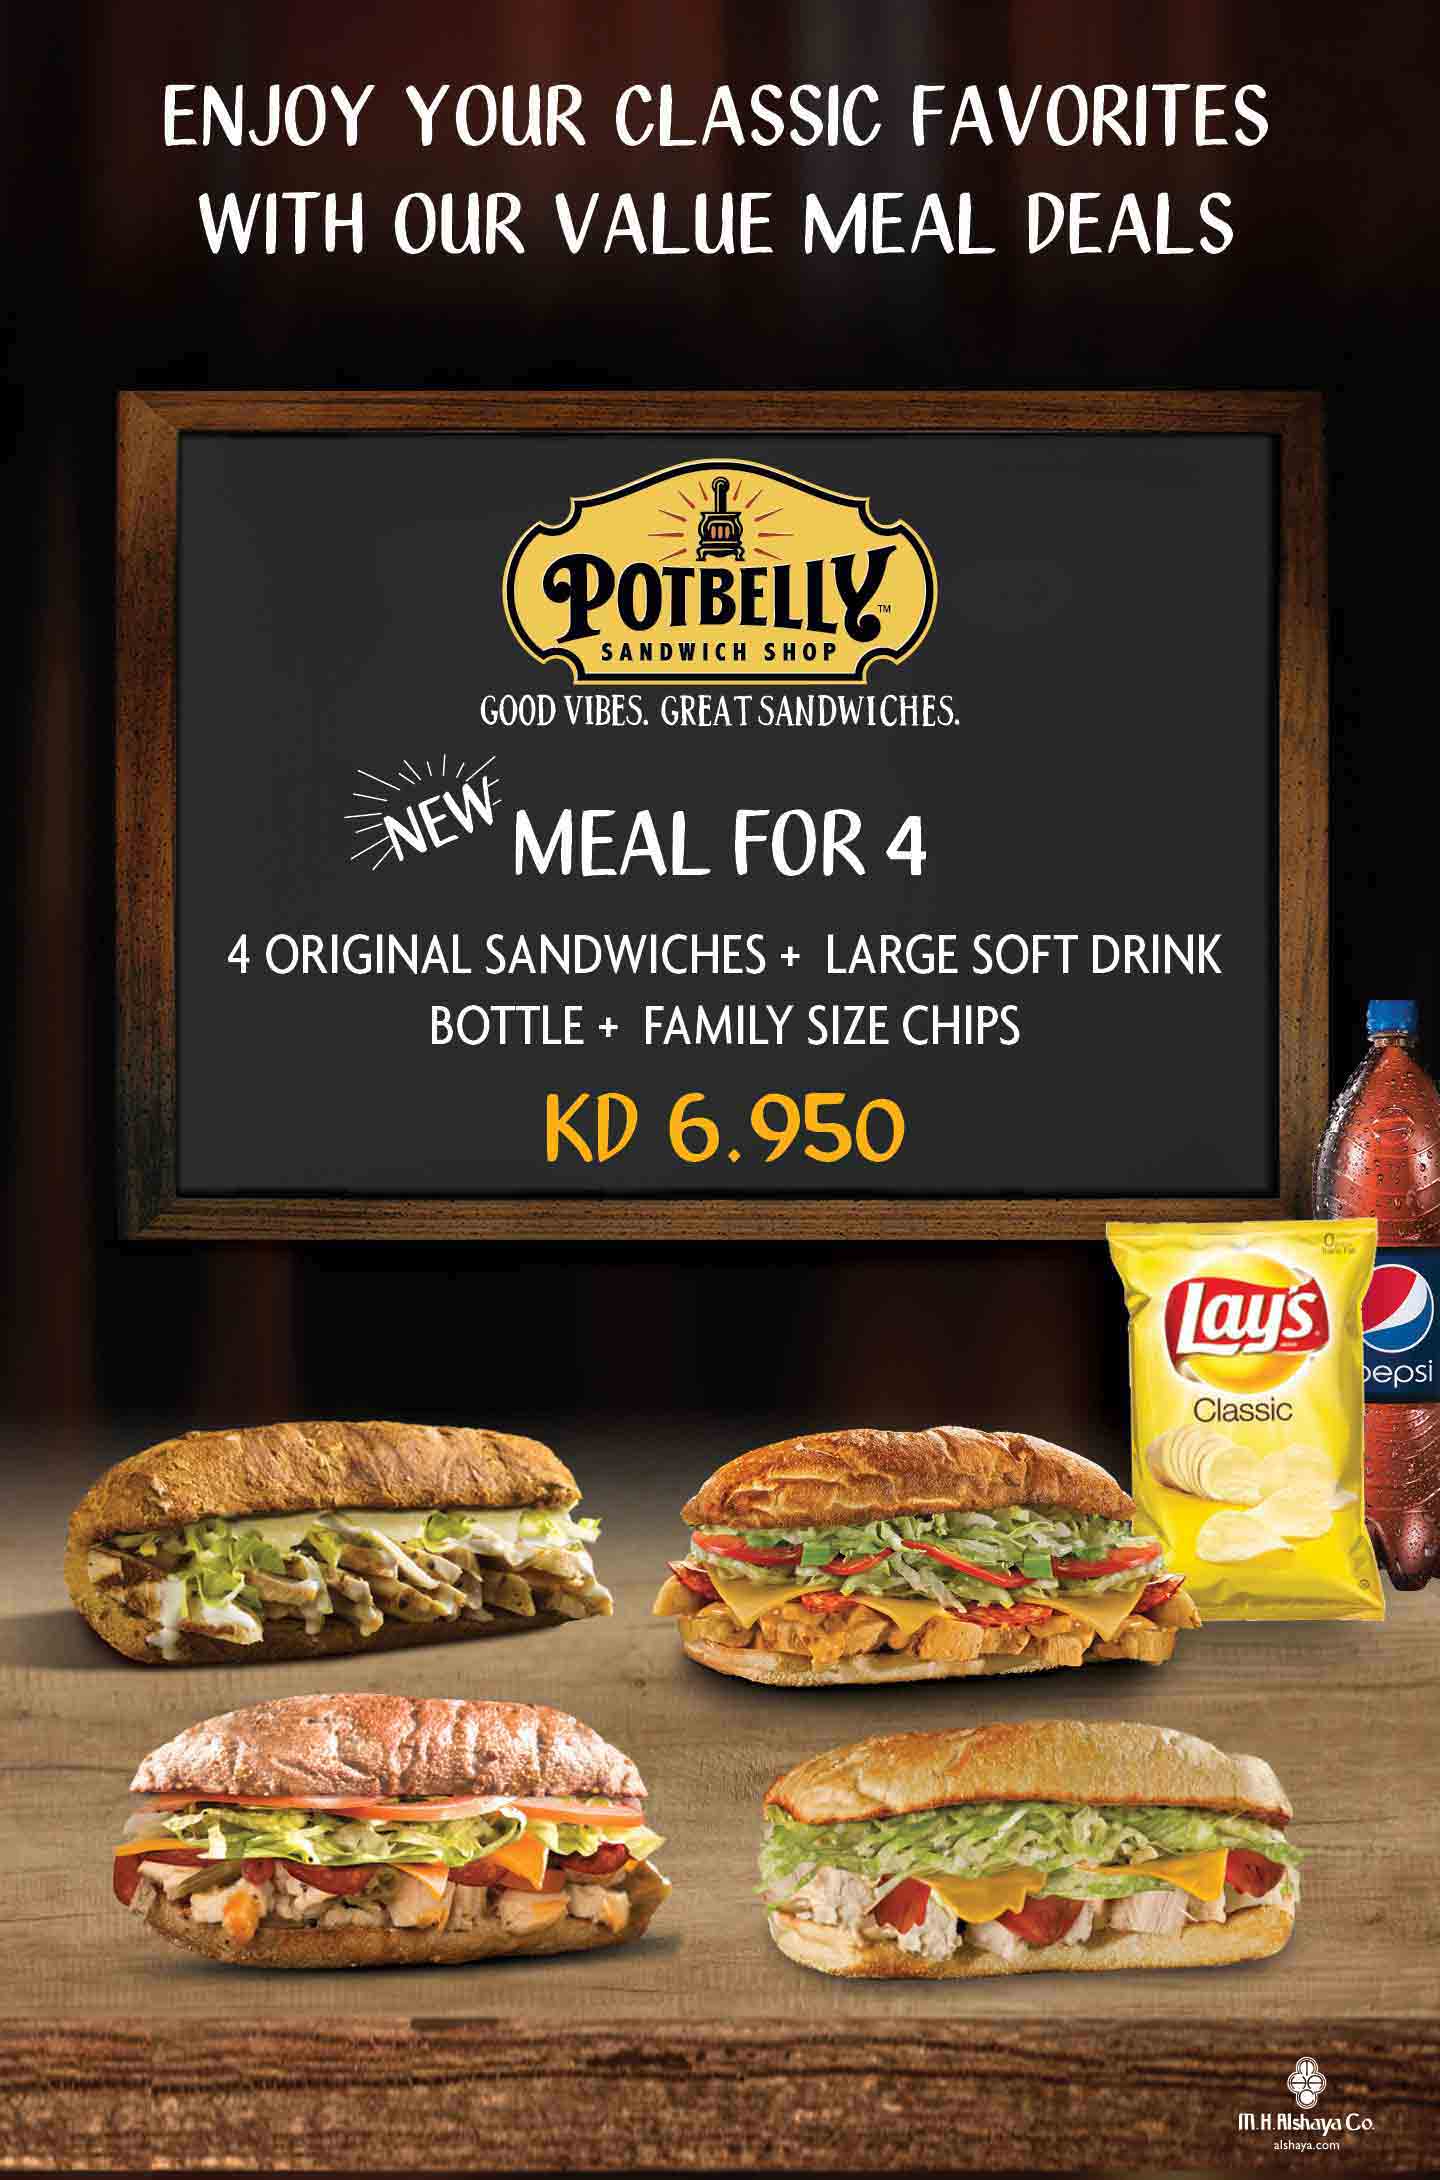 ENJOY YOUR CLASSIC FAVORITES
WITH OUR VALUE MEAL DEALS
POTBELLY™
SANDWICH SHOP
GOOD VIBES. GREAT SANDWICHES.
NEW MEAL FOR 4
4 ORIGINAL SANDWICHES + LARGE SOFT DRINK
BOTTLE + FAMILY SIZE CHIPS
KD 6.950
Lay's
Classic
pepsi
M.H.Alshaya Co.
alshaya.com